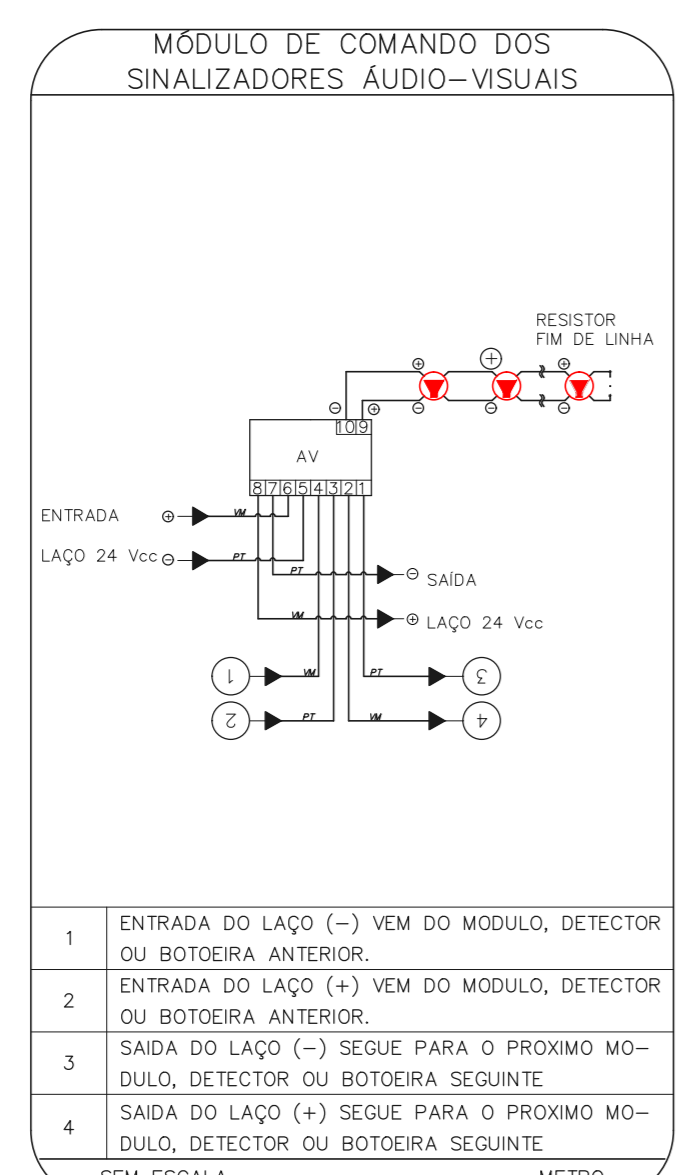 MÓDULO DE COMANDO DOS
SINALIZADORES ÁUDIO-VISUAIS
RESISTOR
FIM DE LINHA
⊕ ⊕ ⊕
⊖ ⊖ ⊖
⊖ ⊕
10 9
AV
8 7 6 5 4 3 2 1
ENTRADA ⊕ VM
LAÇO 24 Vcc ⊖ PT
PT ⊖ SAÍDA
VM ⊕ LAÇO 24 Vcc
1 VM PT 3
2 PT VM 4
1 ENTRADA DO LAÇO (-) VEM DO MODULO, DETECTOR
OU BOTOEIRA ANTERIOR.
2 ENTRADA DO LAÇO (+) VEM DO MODULO, DETECTOR
OU BOTOEIRA ANTERIOR.
3 SAIDA DO LAÇO (-) SEGUE PARA O PROXIMO MO-
DULO, DETECTOR OU BOTOEIRA SEGUINTE
4 SAIDA DO LAÇO (+) SEGUE PARA O PROXIMO MO-
DULO, DETECTOR OU BOTOEIRA SEGUINTE
SEM ESCALA METRO